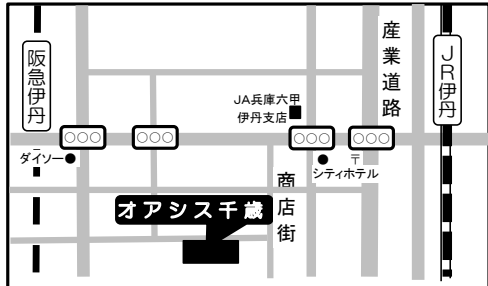 阪急伊丹
産業道路
JR伊丹
JA兵庫六甲
伊丹支店
ダイソー
〒
シティホテル
商店街
オアシス千歳